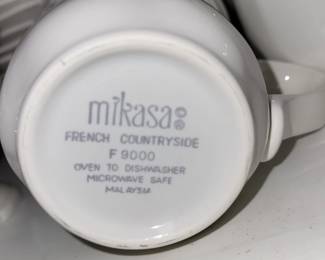 mikasa©®
FRENCH COUNTRYSIDE
F 9000
OVEN TO DISHWASHER
MICROWAVE SAFE
MALAYSIA